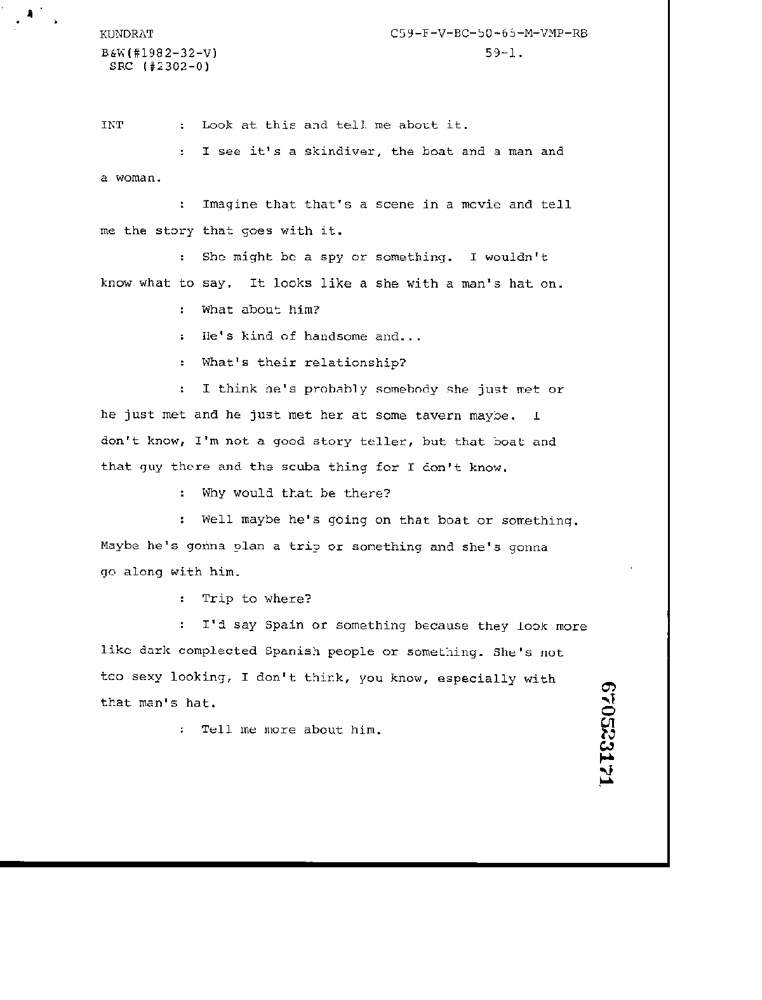 KUNDRAT C59-F-V-BC-50-65-M-VMP-RB
B&W(#1982-32-V) 59-1.
SRC (#2302-0)
INT : Look at this and tell me about it.
: I see it's a skindiver, the boat and a man and
a woman.
: Imagine that that's a scene in a movie and tell
me the story that goes with it.
: She might be a spy or something. I wouldn't
know what to say. It looks like a she with a man's hat on.
: What about him?
: He's kind of handsome and...
: What's their relationship?
: I think he's probably somebody she just met or
he just met and he just met her at some tavern maybe. I
don't know, I'm not a good story teller, but that boat and
that guy there and the scuba thing for I don't know.
: Why would that be there?
: Well maybe he's going on that boat or something.
Maybe he's gonna plan a trip or something and she's gonna
go along with him.
: Trip to where?
: I'd say Spain or something because they look more
like dark complected Spanish people or something. She's not
too sexy looking, I don't think, you know, especially with
that man's hat.
: Tell me more about him.
670523171